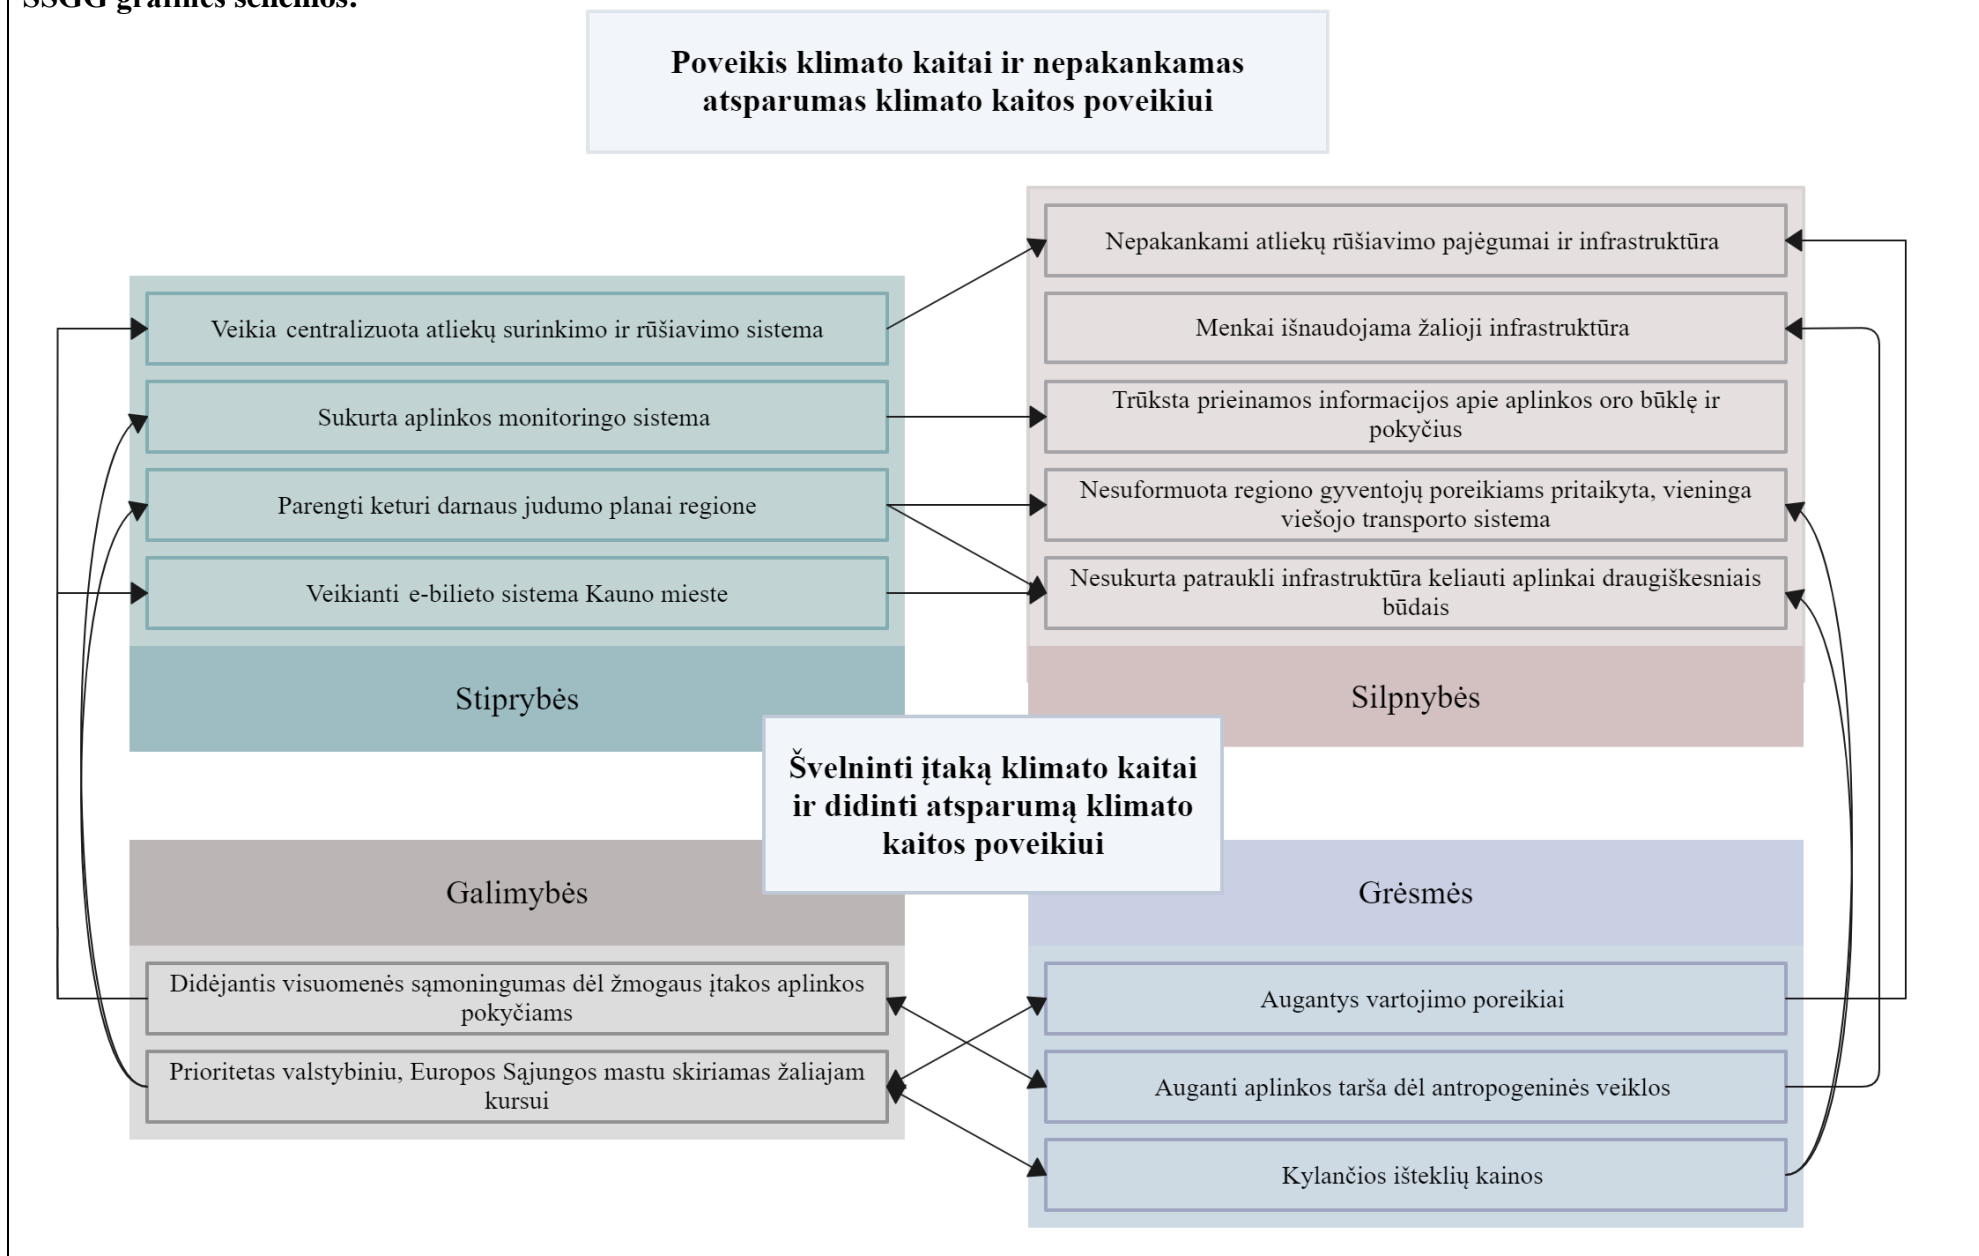 SSGG grafinės schemos:
Poveikis klimato kaitai ir nepakankamas
atsparumas klimato kaitos poveikiui
Veikia centralizuota atliekų surinkimo ir rūšiavimo sistema
Sukurta aplinkos monitoringo sistema
Parengti keturi darnaus judumo planai regione
Veikianti e-bilieto sistema Kauno mieste
Stiprybės
Nepakankami atliekų rūšiavimo pajėgumai ir infrastruktūra
Menkai išnaudojama žalioji infrastruktūra
Trūksta prieinamos informacijos apie aplinkos oro būklę ir
pokyčius
Nesuformuota regiono gyventojų poreikiams pritaikyta, vieninga
viešojo transporto sistema
Nesukurta patraukli infrastruktūra keliauti aplinkai draugiškesniais
būdais
Silpnybės
Švelninti įtaką klimato kaitai
ir didinti atsparumą klimato
kaitos poveikiui
Galimybės
Didėjantis visuomenės sąmoningumas dėl žmogaus įtakos aplinkos
pokyčiams
Prioritetas valstybiniu, Europos Sąjungos mastu skiriamas žaliajam
kursui
Grėsmės
Augantys vartojimo poreikiai
Auganti aplinkos tarša dėl antropogeninės veiklos
Kylančios išteklių kainos